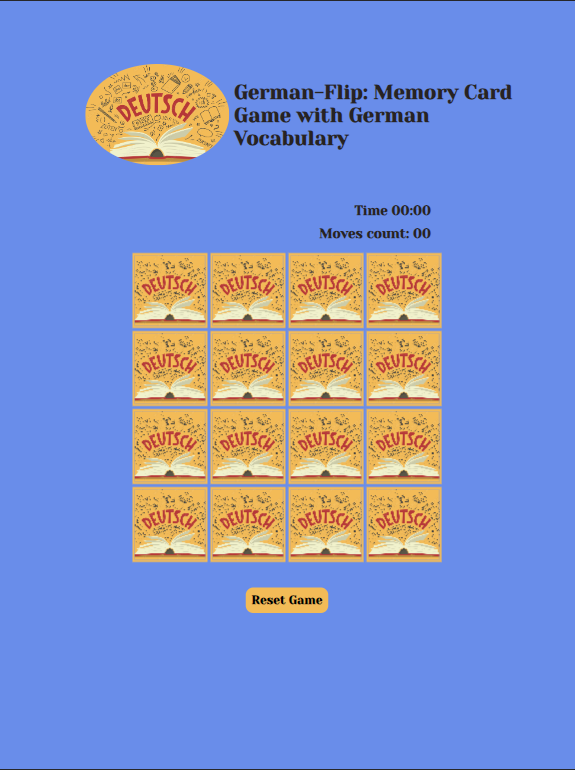 DEUTSCH
German-Flip: Memory Card
Game with German
Vocabulary
Time 00:00
Moves count: 00
DEUTSCH DEUTSCH DEUTSCH DEUTSCH
DEUTSCH DEUTSCH DEUTSCH DEUTSCH
DEUTSCH DEUTSCH DEUTSCH DEUTSCH
DEUTSCH DEUTSCH DEUTSCH DEUTSCH
Reset Game